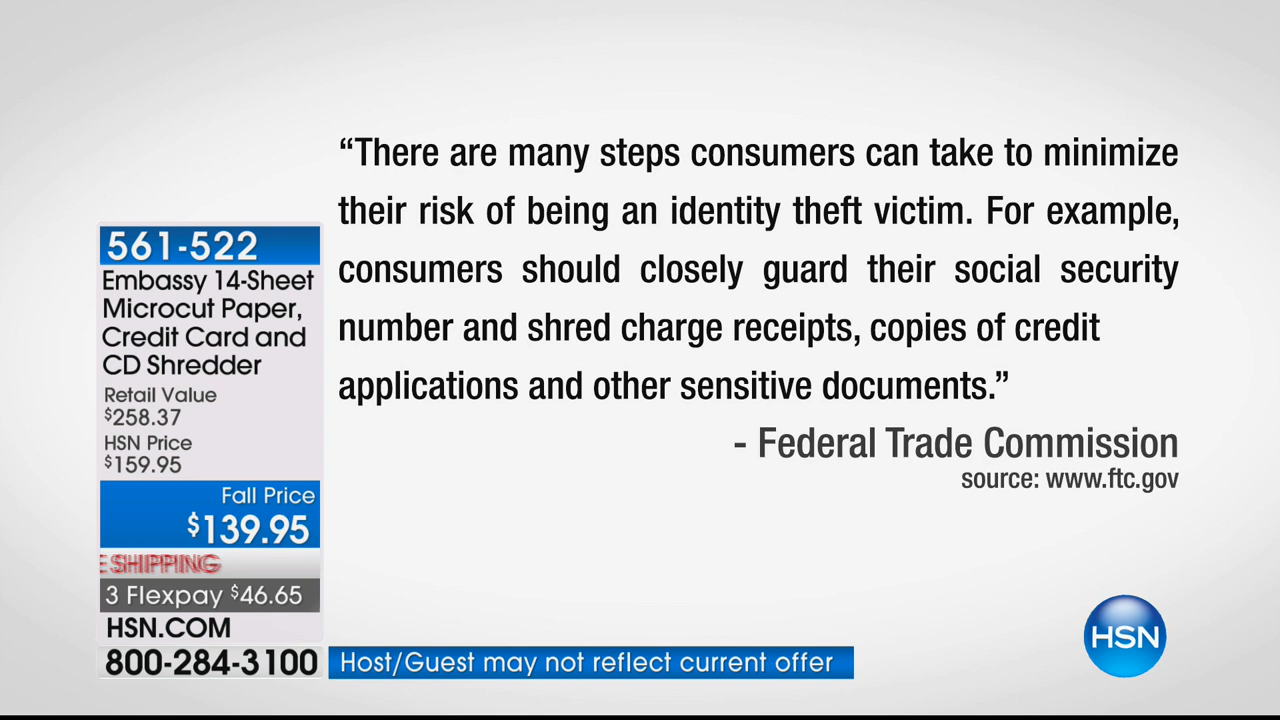 “There are many steps consumers can take to minimize
their risk of being an identity theft victim. For example,
consumers should closely guard their social security
number and shred charge receipts, copies of credit
applications and other sensitive documents.”
- Federal Trade Commission
source: www.ftc.gov
561-522
Embassy 14-Sheet
Microcut Paper,
Credit Card and
CD Shredder
Retail Value
$258.37
HSN Price
$159.95
Fall Price
$139.95
E SHIPPING
3 Flexpay $46.65
HSN.COM
800-284-3100
Host/Guest may not reflect current offer
HSN